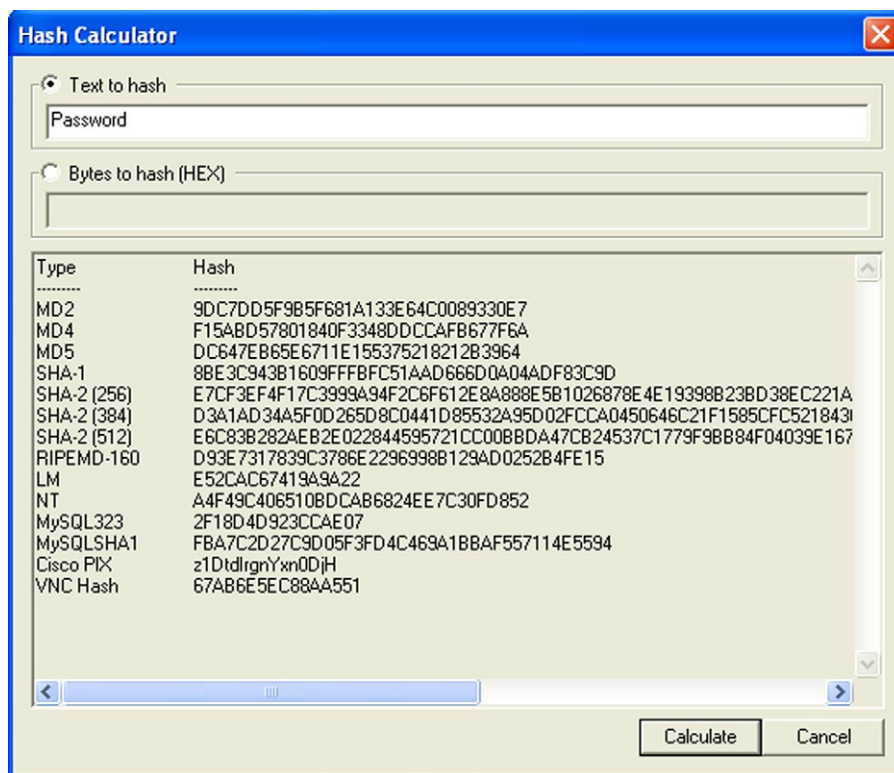 Hash Calculator
Text to hash
Password
Bytes to hash (HEX)
Type Hash
--------- ---------
MD2 9DC7DD5F9B5F681A133E64C0089330E7
MD4 F15ABD57801840F3348DDCCAFB677F6A
MD5 DC647EB65E6711E155375218212B3964
SHA-1 8BE3C943B1609FFFBFC51AAD666D0A04ADF83C9D
SHA-2 (256) E7CF3EF4F17C3999A94F2C6F612E8A888E5B1026878E4E19398B23BD38EC221A
SHA-2 (384) D3A1AD34A5F0D265D8C0441D85532A95D02FCCA0450646C21F1585CFC521843
SHA-2 (512) E6C83B282AEB2E022844595721CC00BBDA47CB24537C1779F9BB84F04039E167
RIPEMD-160 D93E7317839C3786E2296998B129AD0252B4FE15
LM E52CAC67419A9A22
NT A4F49C406510BDCAB6824EE7C30FD852
MySQL323 2F18D4D923CCAE07
MySQLSHA1 FBA7C2D27C9D05F3FD4C469A1BBAF557114E5594
Cisco PIX z1DtdIrgnYxn0DjH
VNC Hash 67AB6E5EC88AA551
Calculate Cancel